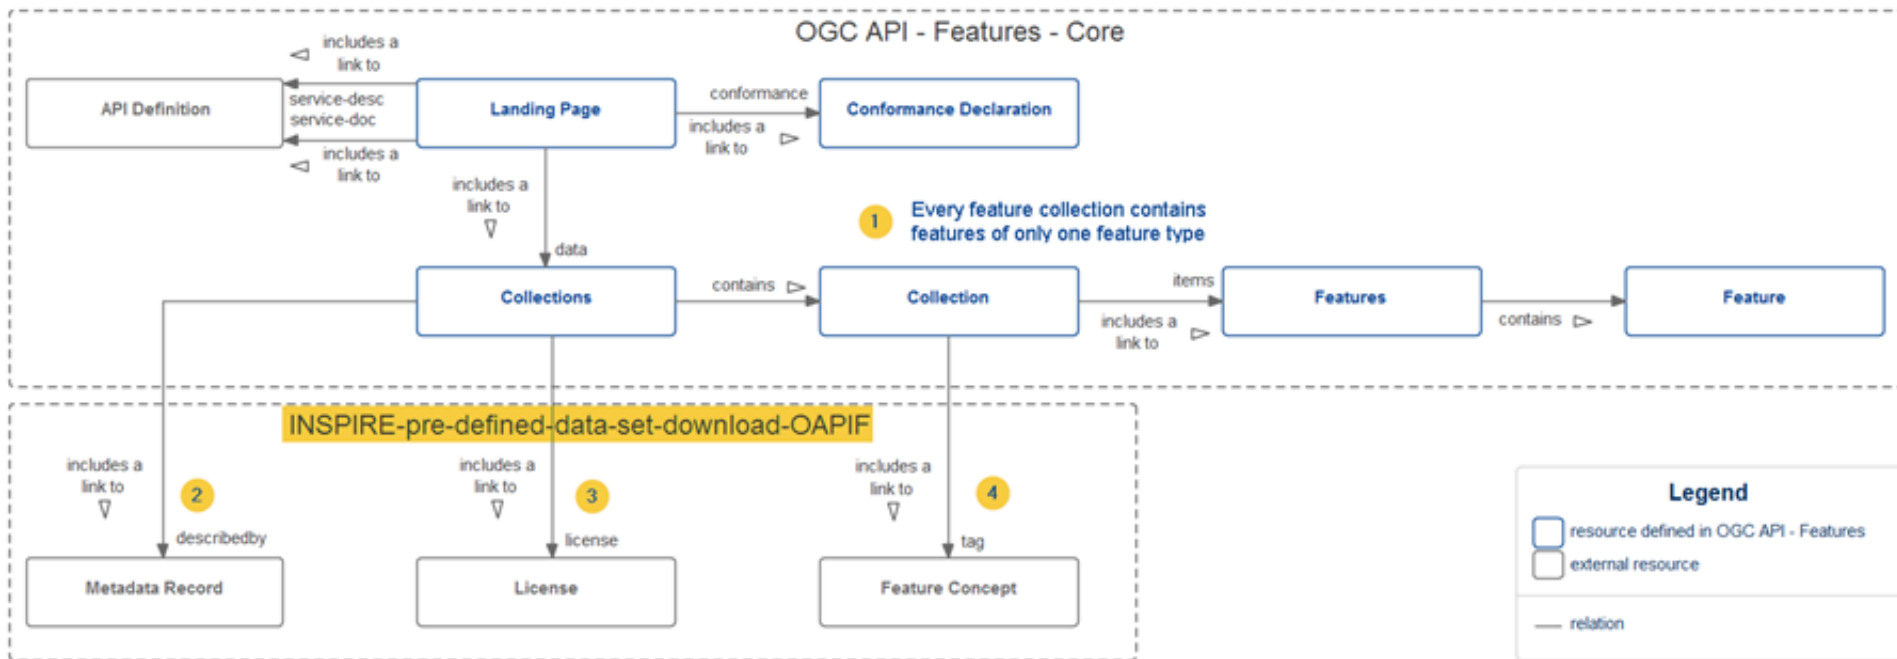 OGC API - Features - Core
includes a
link to
API Definition
service-desc
service-doc
includes a
link to
Landing Page
conformance
includes a
link to
Conformance Declaration
includes a
link to
data
1
Every feature collection contains
features of only one feature type
Collections
contains
Collection
items
includes a
link to
Features
contains
Feature
INSPIRE-pre-defined-data-set-download-OAPIF
includes a
link to
2
describedby
Metadata Record
includes a
link to
3
license
License
includes a
link to
4
tag
Feature Concept
Legend
resource defined in OGC API - Features
external resource
relation